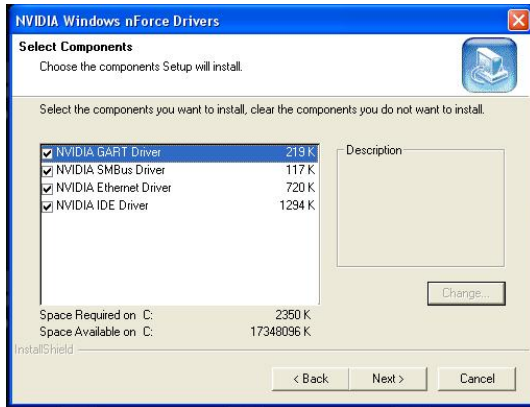 NVIDIA Windows nForce Drivers
Select Components
Choose the components Setup will install.
Select the components you want to install, clear the components you do not want to install.
NVIDIA GART Driver 219 K
NVIDIA SMBus Driver 117 K
NVIDIA Ethernet Driver 720 K
NVIDIA IDE Driver 1294 K
Description
Change...
Space Required on C: 2350 K
Space Available on C: 17348096 K
InstallShield
< Back Next > Cancel